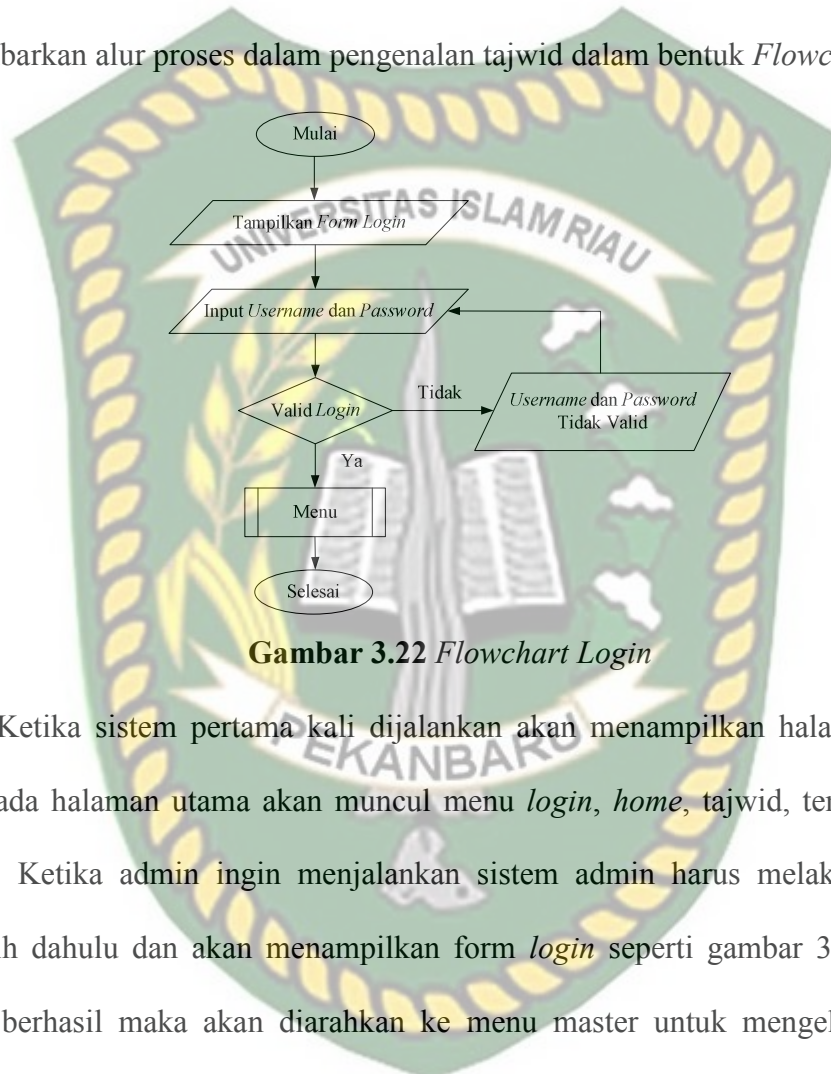 barkan alur proses dalam pengenalan tajwid dalam bentuk Flowc
Mulai
UNIVERSITAS ISLAM RIAU
Tampilkan Form Login
Input Username dan Password
Valid Login
Tidak
Username dan Password
Tidak Valid
Ya
Menu
Selesai
Gambar 3.22 Flowchart Login
Ketika sistem pertama kali dijalankan akan menampilkan hala
ada halaman utama akan muncul menu login, home, tajwid, ten
PEKANBARU
Ketika admin ingin menjalankan sistem admin harus melak
h dahulu dan akan menampilkan form login seperti gambar 3
berhasil maka akan diarahkan ke menu master untuk mengel